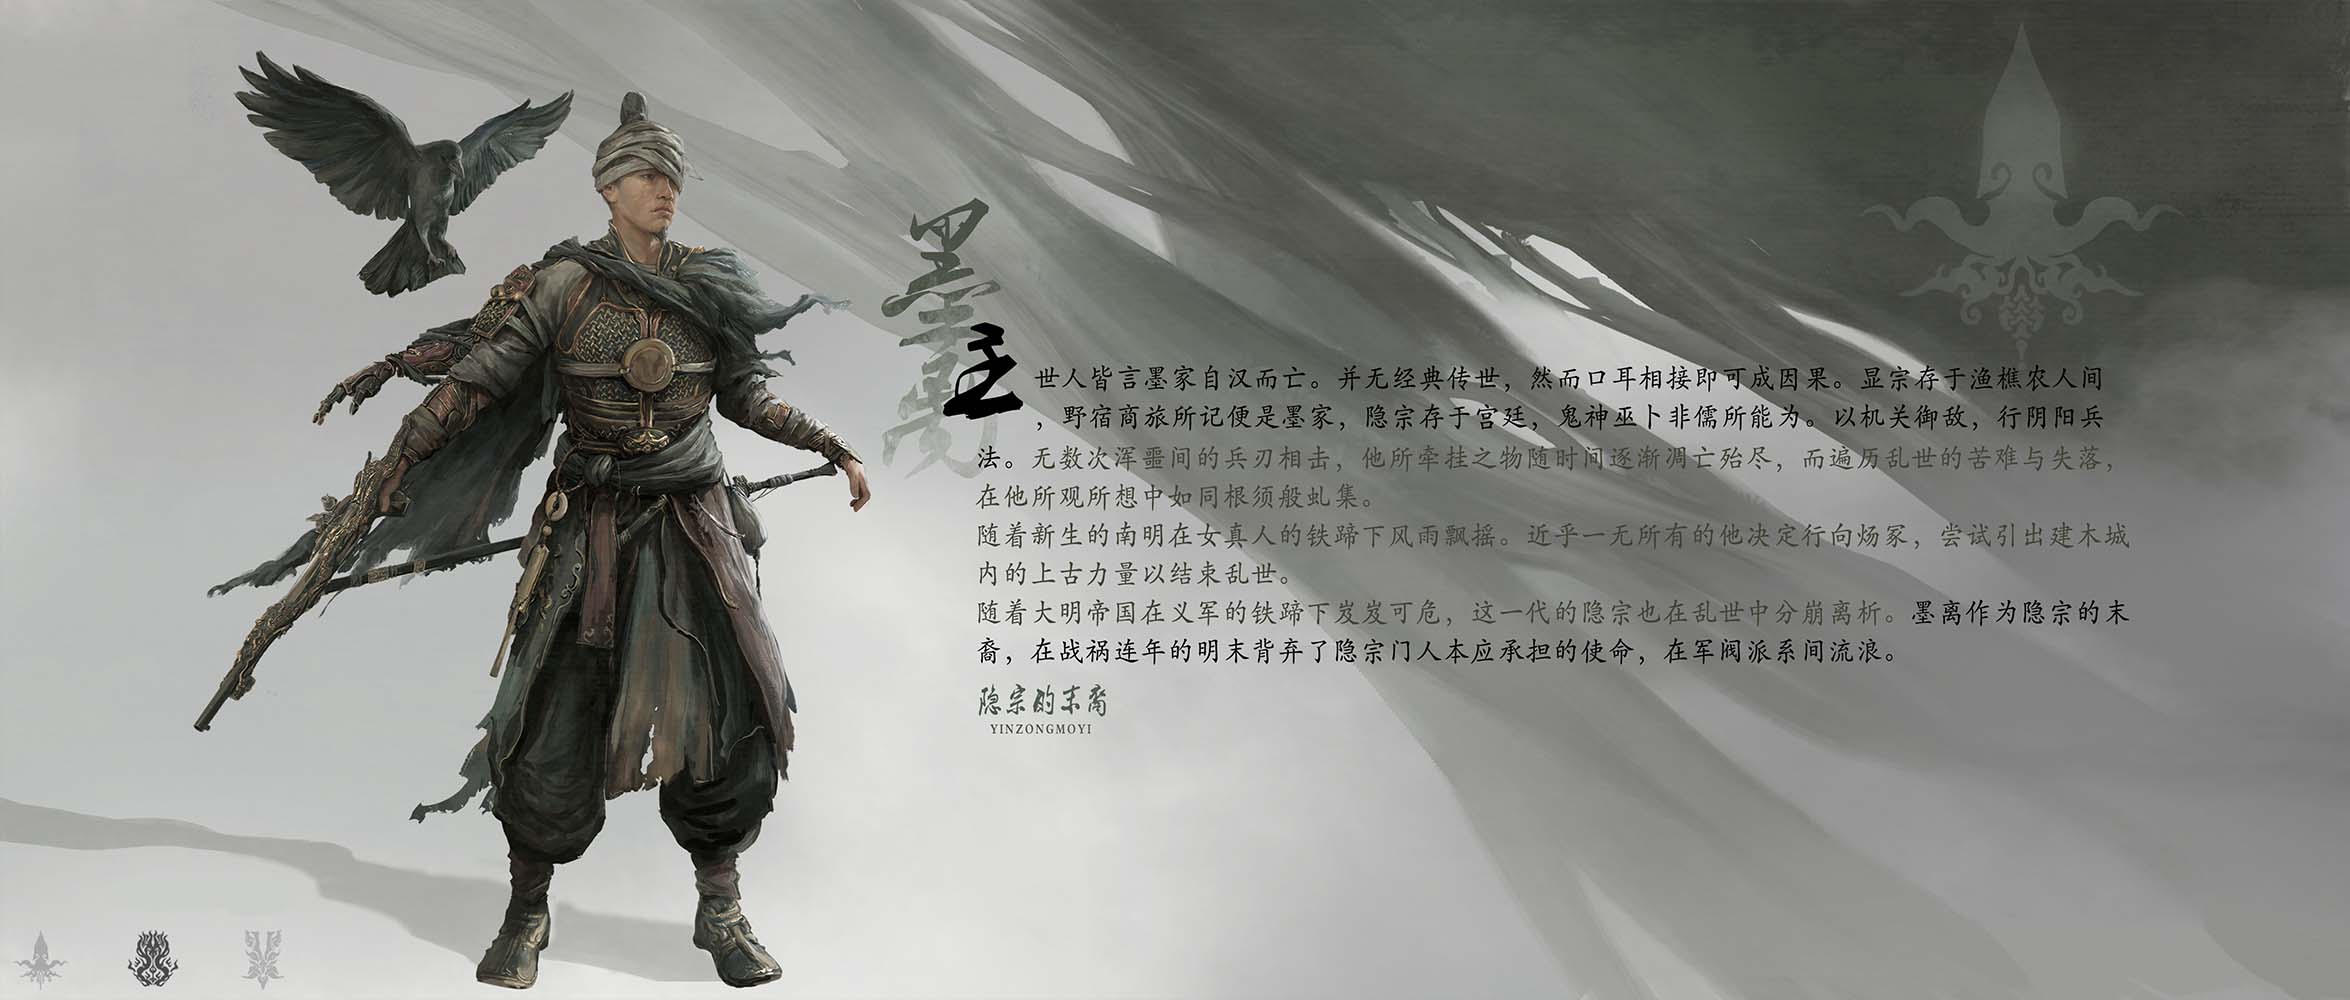 墨离
主
世人皆言墨家自汉而亡。并无经典传世，然而口耳相接即可成因果。显宗存于渔樵农人间
，野宿商旅所记便是墨家，隐宗存于宫廷，鬼神巫卜非儒所能为。以机关御敌，行阴阳兵
法。无数次浑噩间的兵刃相击，他所牵挂之物随时间逐渐凋亡殆尽，而遍历乱世的苦难与失落，
在他所观所想中如同根须般虬集。
随着新生的南明在女真人的铁蹄下风雨飘摇。近乎一无所有的他决定行向炀冢，尝试引出建木城
内的上古力量以结束乱世。
随着大明帝国在义军的铁蹄下岌岌可危，这一代的隐宗也在乱世中分崩离析。墨离作为隐宗的末
裔，在战祸连年的明末背弃了隐宗门人本应承担的使命，在军阀派系间流浪。
隐宗的末裔
YINZONGMOYI